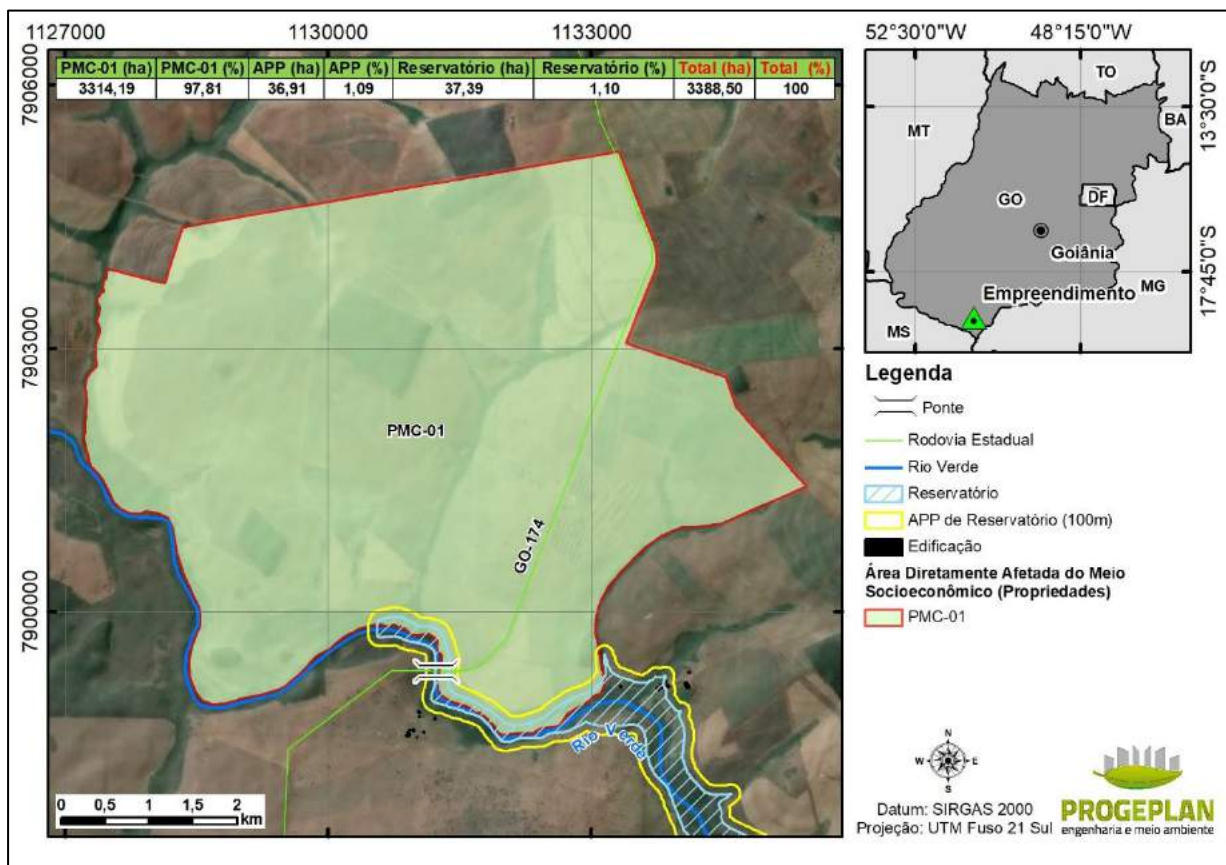 1127000 1130000 1133000
7906000
7903000
7900000
PMC-01 (ha) PMC-01 (%) APP (ha) APP (%) Reservatório (ha) Reservatório (%) Total (ha) Total (%)
3314,19 97,81 36,91 1,09 37,39 1,10 3388,50 100
PMC-01
GO-174
Rio Verde
0 0,5 1 1,5 2
km
52°30'0"W 48°15'0"W
13°30'0"S
17°45'0"S
TO
MT
BA
GO
DF
Goiânia
MG
Empreendimento
MS
Legenda
Ponte
Rodovia Estadual
Rio Verde
Reservatório
APP de Reservatório (100m)
Edificação
Área Diretamente Afetada do Meio
Socioeconômico (Propriedades)
PMC-01
N
W E
S
Datum: SIRGAS 2000
Projeção: UTM Fuso 21 Sul
PROGEPLAN
engenharia e meio ambiente